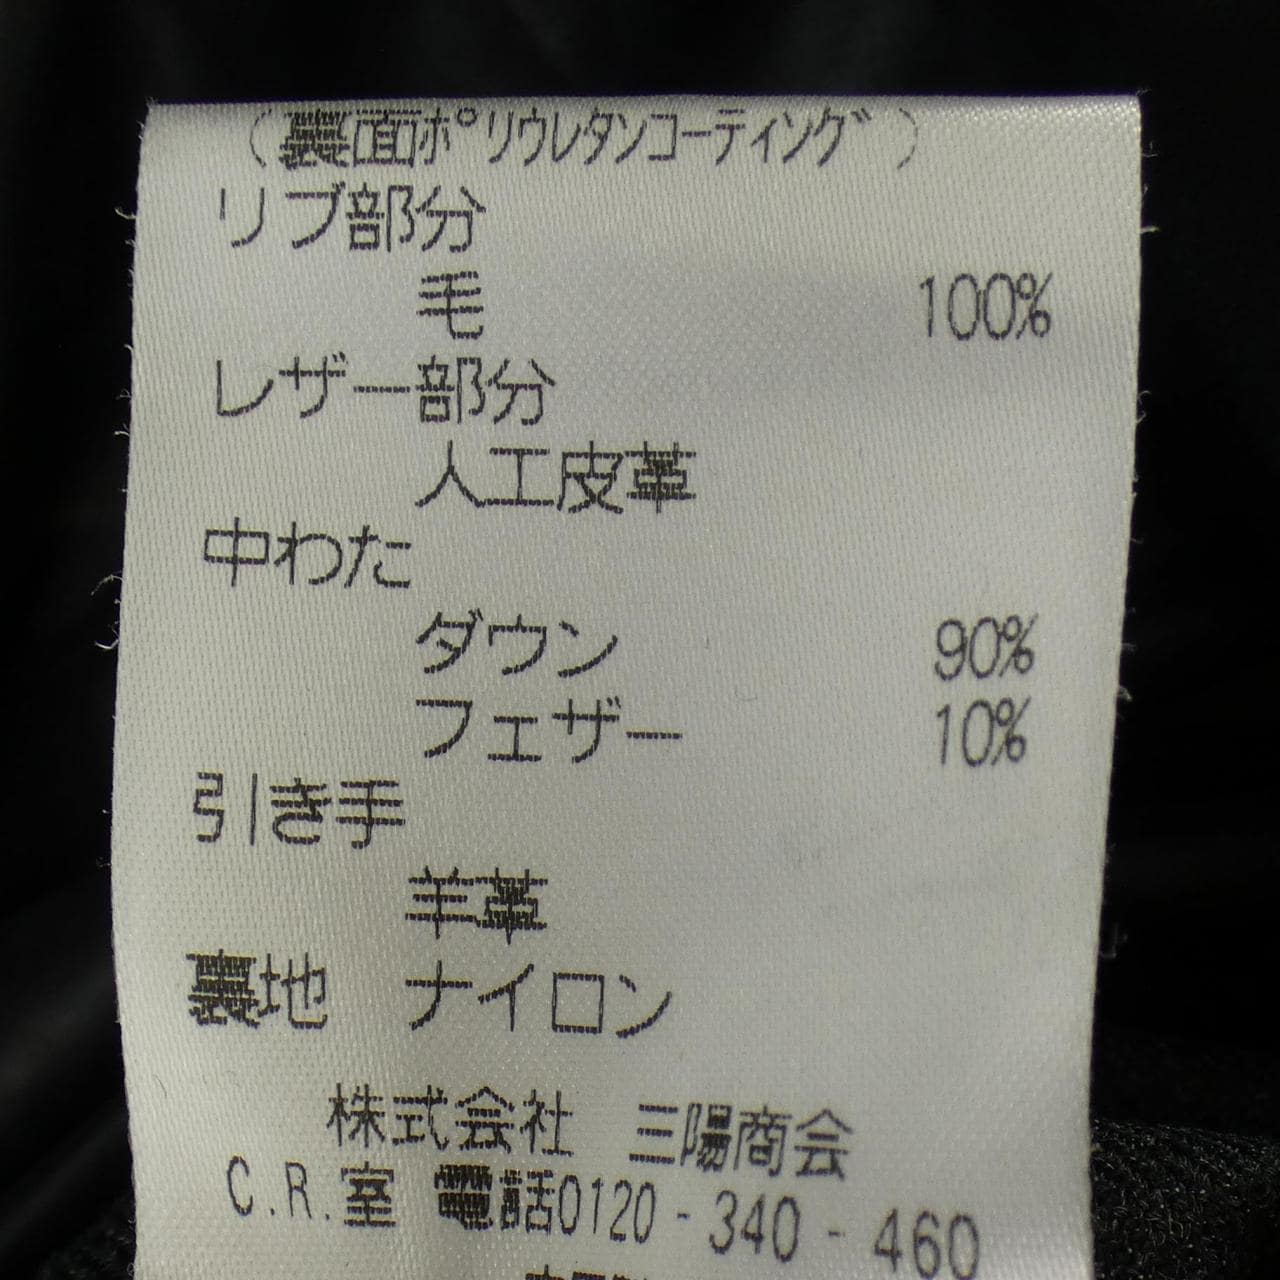 (裏面ポリウレタンコーティング)
リブ部分
毛 100%
レザー部分
人工皮革
中わた
ダウン 90%
フェザー 10%
引き手
羊革
裏地 ナイロン
株式会社 三陽商会
C.R.室 電話0120-340-460